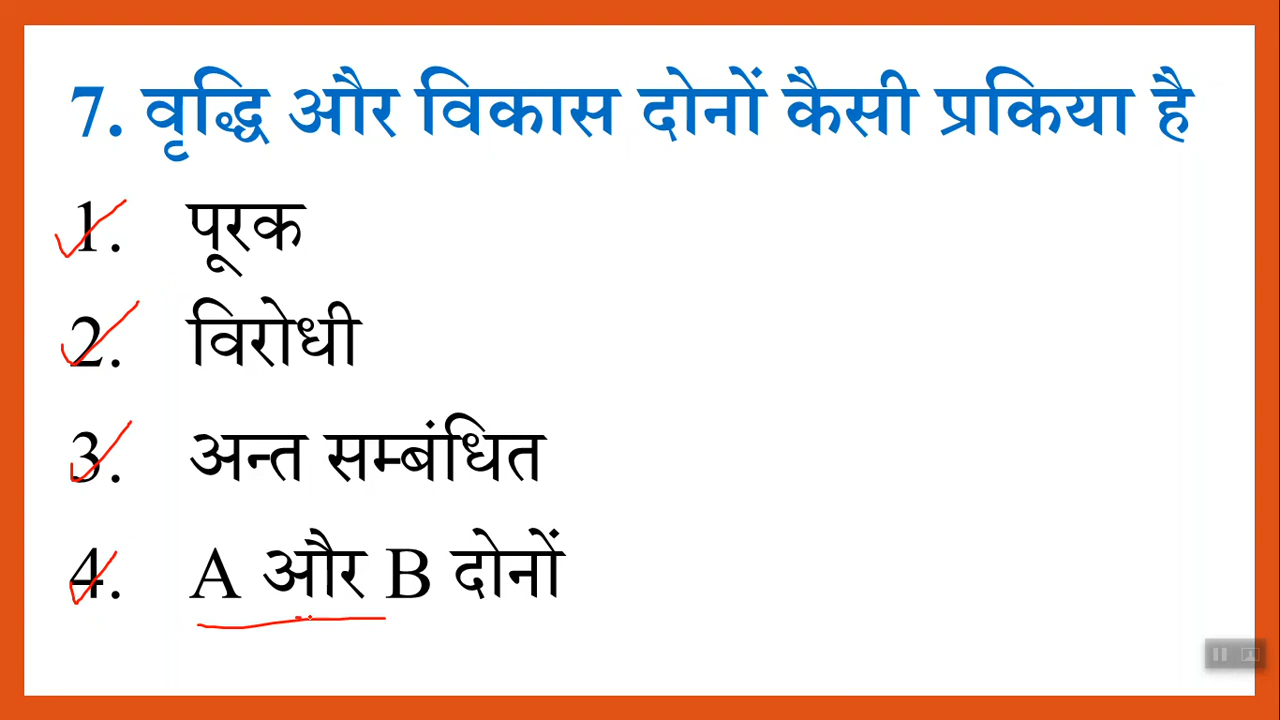 7. वृद्धि और विकास दोनों कैसी प्रकिया है
1. पूरक
2. विरोधी
3. अन्त सम्बंधित
4. A और B दोनों